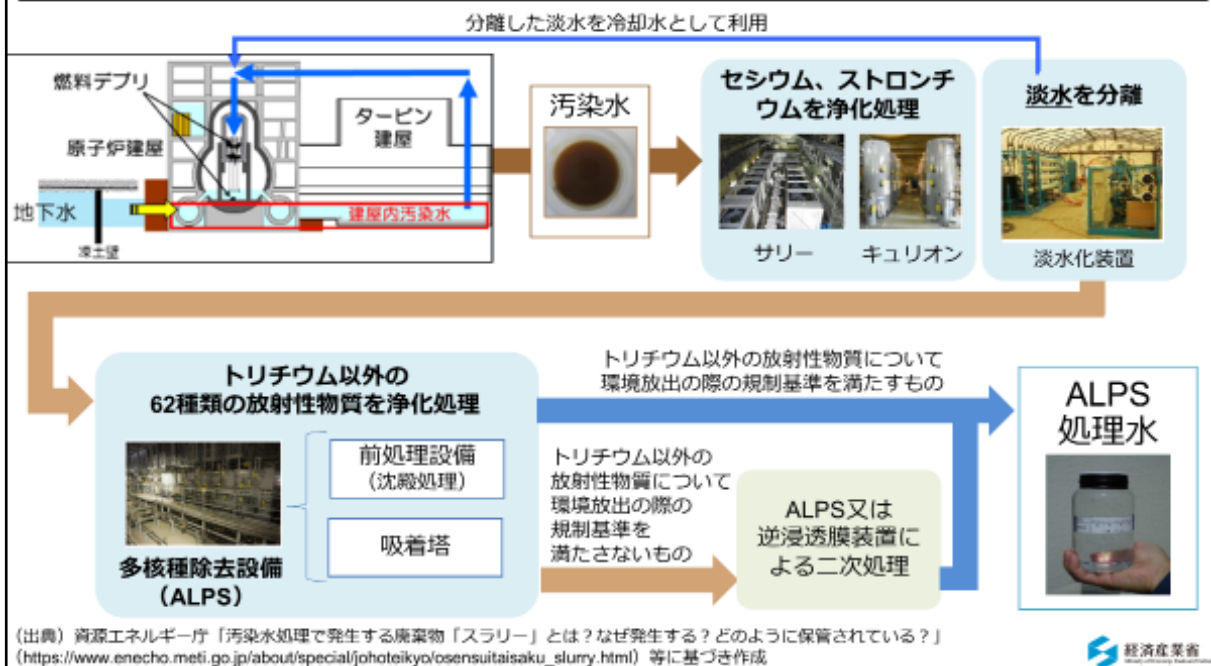 分離した淡水を冷却水として利用
燃料デブリ
原子炉建屋
地下水
凍土壁
タービン
建屋
建屋内汚染水
汚染水
セシウム、ストロンチ
ウムを浄化処理
サリー
キュリオン
淡水を分離
淡水化装置
トリチウム以外の
62種類の放射性物質を浄化処理
前処理設備
（沈殿処理）
吸着塔
多核種除去設備
（ALPS）
トリチウム以外の放射性物質について
環境放出の際の規制基準を満たすもの
トリチウム以外の
放射性物質について
環境放出の際の
規制基準を
満たさないもの
ALPS又は
逆浸透膜装置に
よる二次処理
ALPS
処理水
（出典）資源エネルギー庁「汚染水処理で発生する廃棄物「スラリー」とは？なぜ発生する？どのように保管されている？」
（https://www.enecho.meti.go.jp/about/special/johoteikyo/osensuitaisaku_slurry.html）等に基づき作成
経済産業省